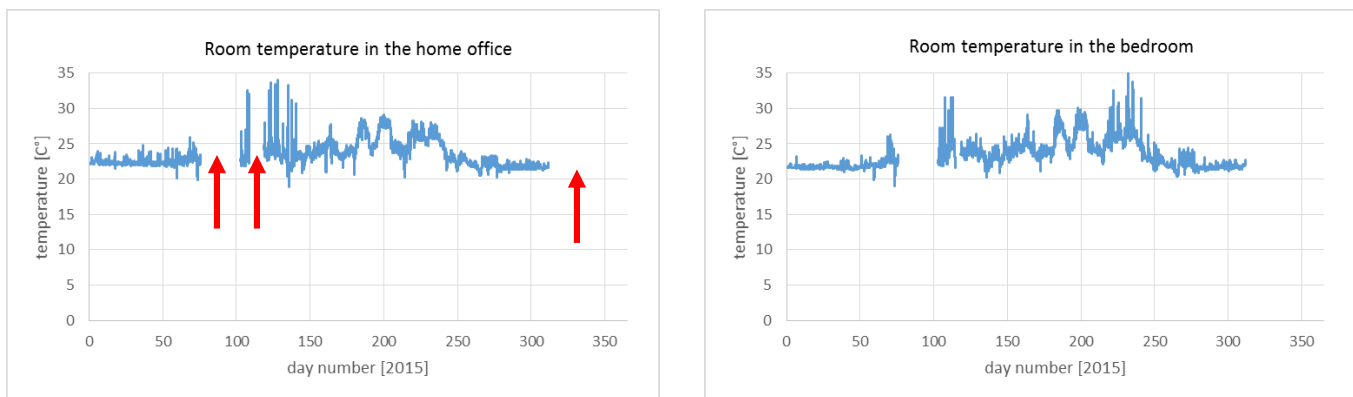 Room temperature in the home office
35
30
25
20
15
10
5
0
temperature [C°]
0 50 100 150 200 250 300 350
day number [2015]
Room temperature in the bedroom
35
30
25
20
15
10
5
0
temperature [C°]
0 50 100 150 200 250 300 350
day number [2015]